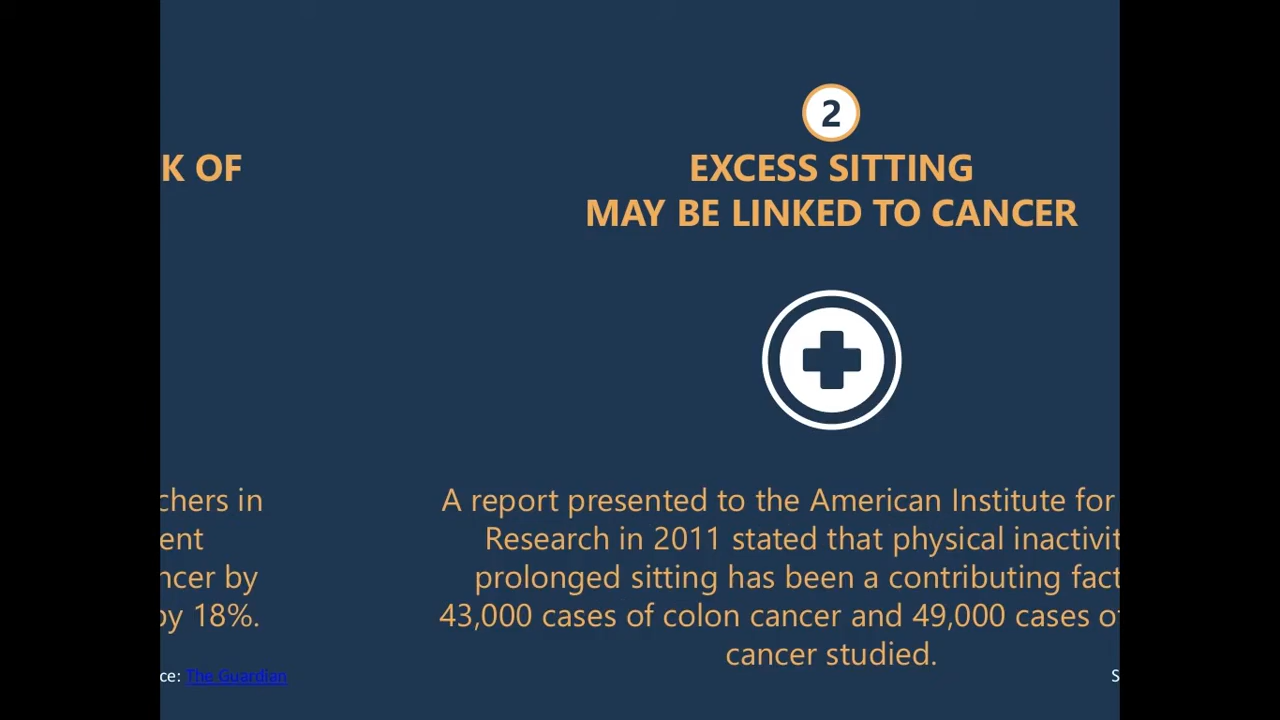 K OF
chers in
ent
ncer by
by 18%.
ce: The Guardian
2
EXCESS SITTING
MAY BE LINKED TO CANCER
A report presented to the American Institute for
Research in 2011 stated that physical inactivit
prolonged sitting has been a contributing fact
43,000 cases of colon cancer and 49,000 cases of
cancer studied.
S